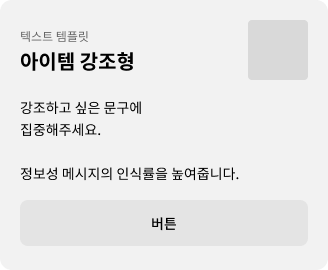 텍스트 템플릿
아이템 강조형
강조하고 싶은 문구에
집중해주세요.
정보성 메시지의 인식률을 높여줍니다.
버튼